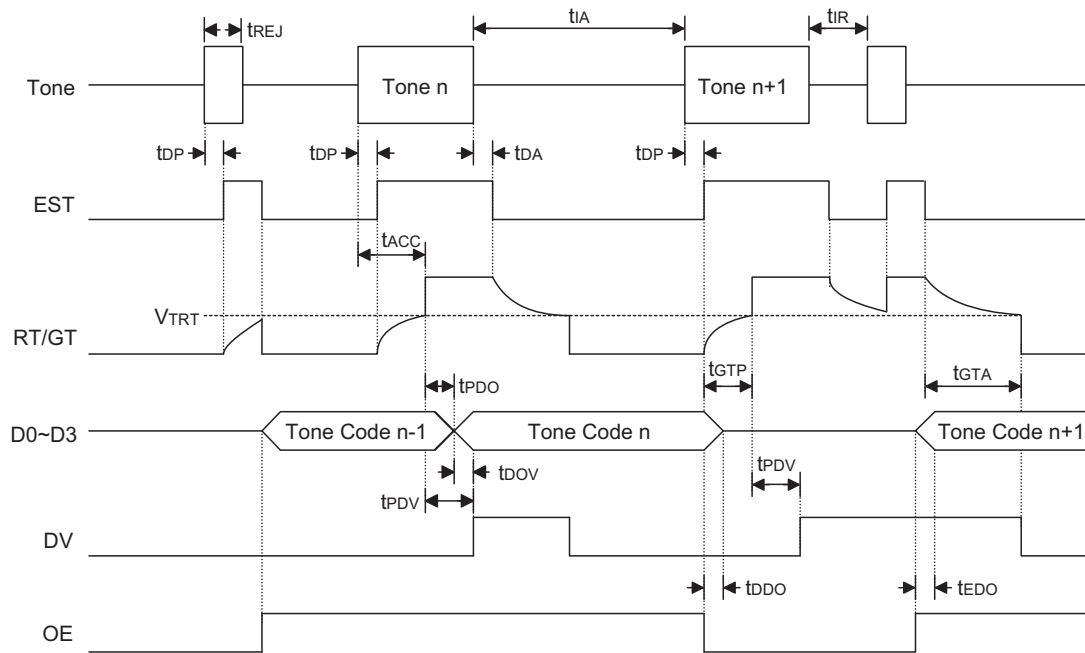 tREJ
tIA
tIR
Tone
Tone n
Tone n+1
tDP
tDP
tDA
tDP
EST
tACC
VTRT
RT/GT
tPDO
tGTP
tGTA
D0~D3
Tone Code n-1
Tone Code n
Tone Code n+1
tDOV
tPDV
tPDV
DV
tDDO
tEDO
OE